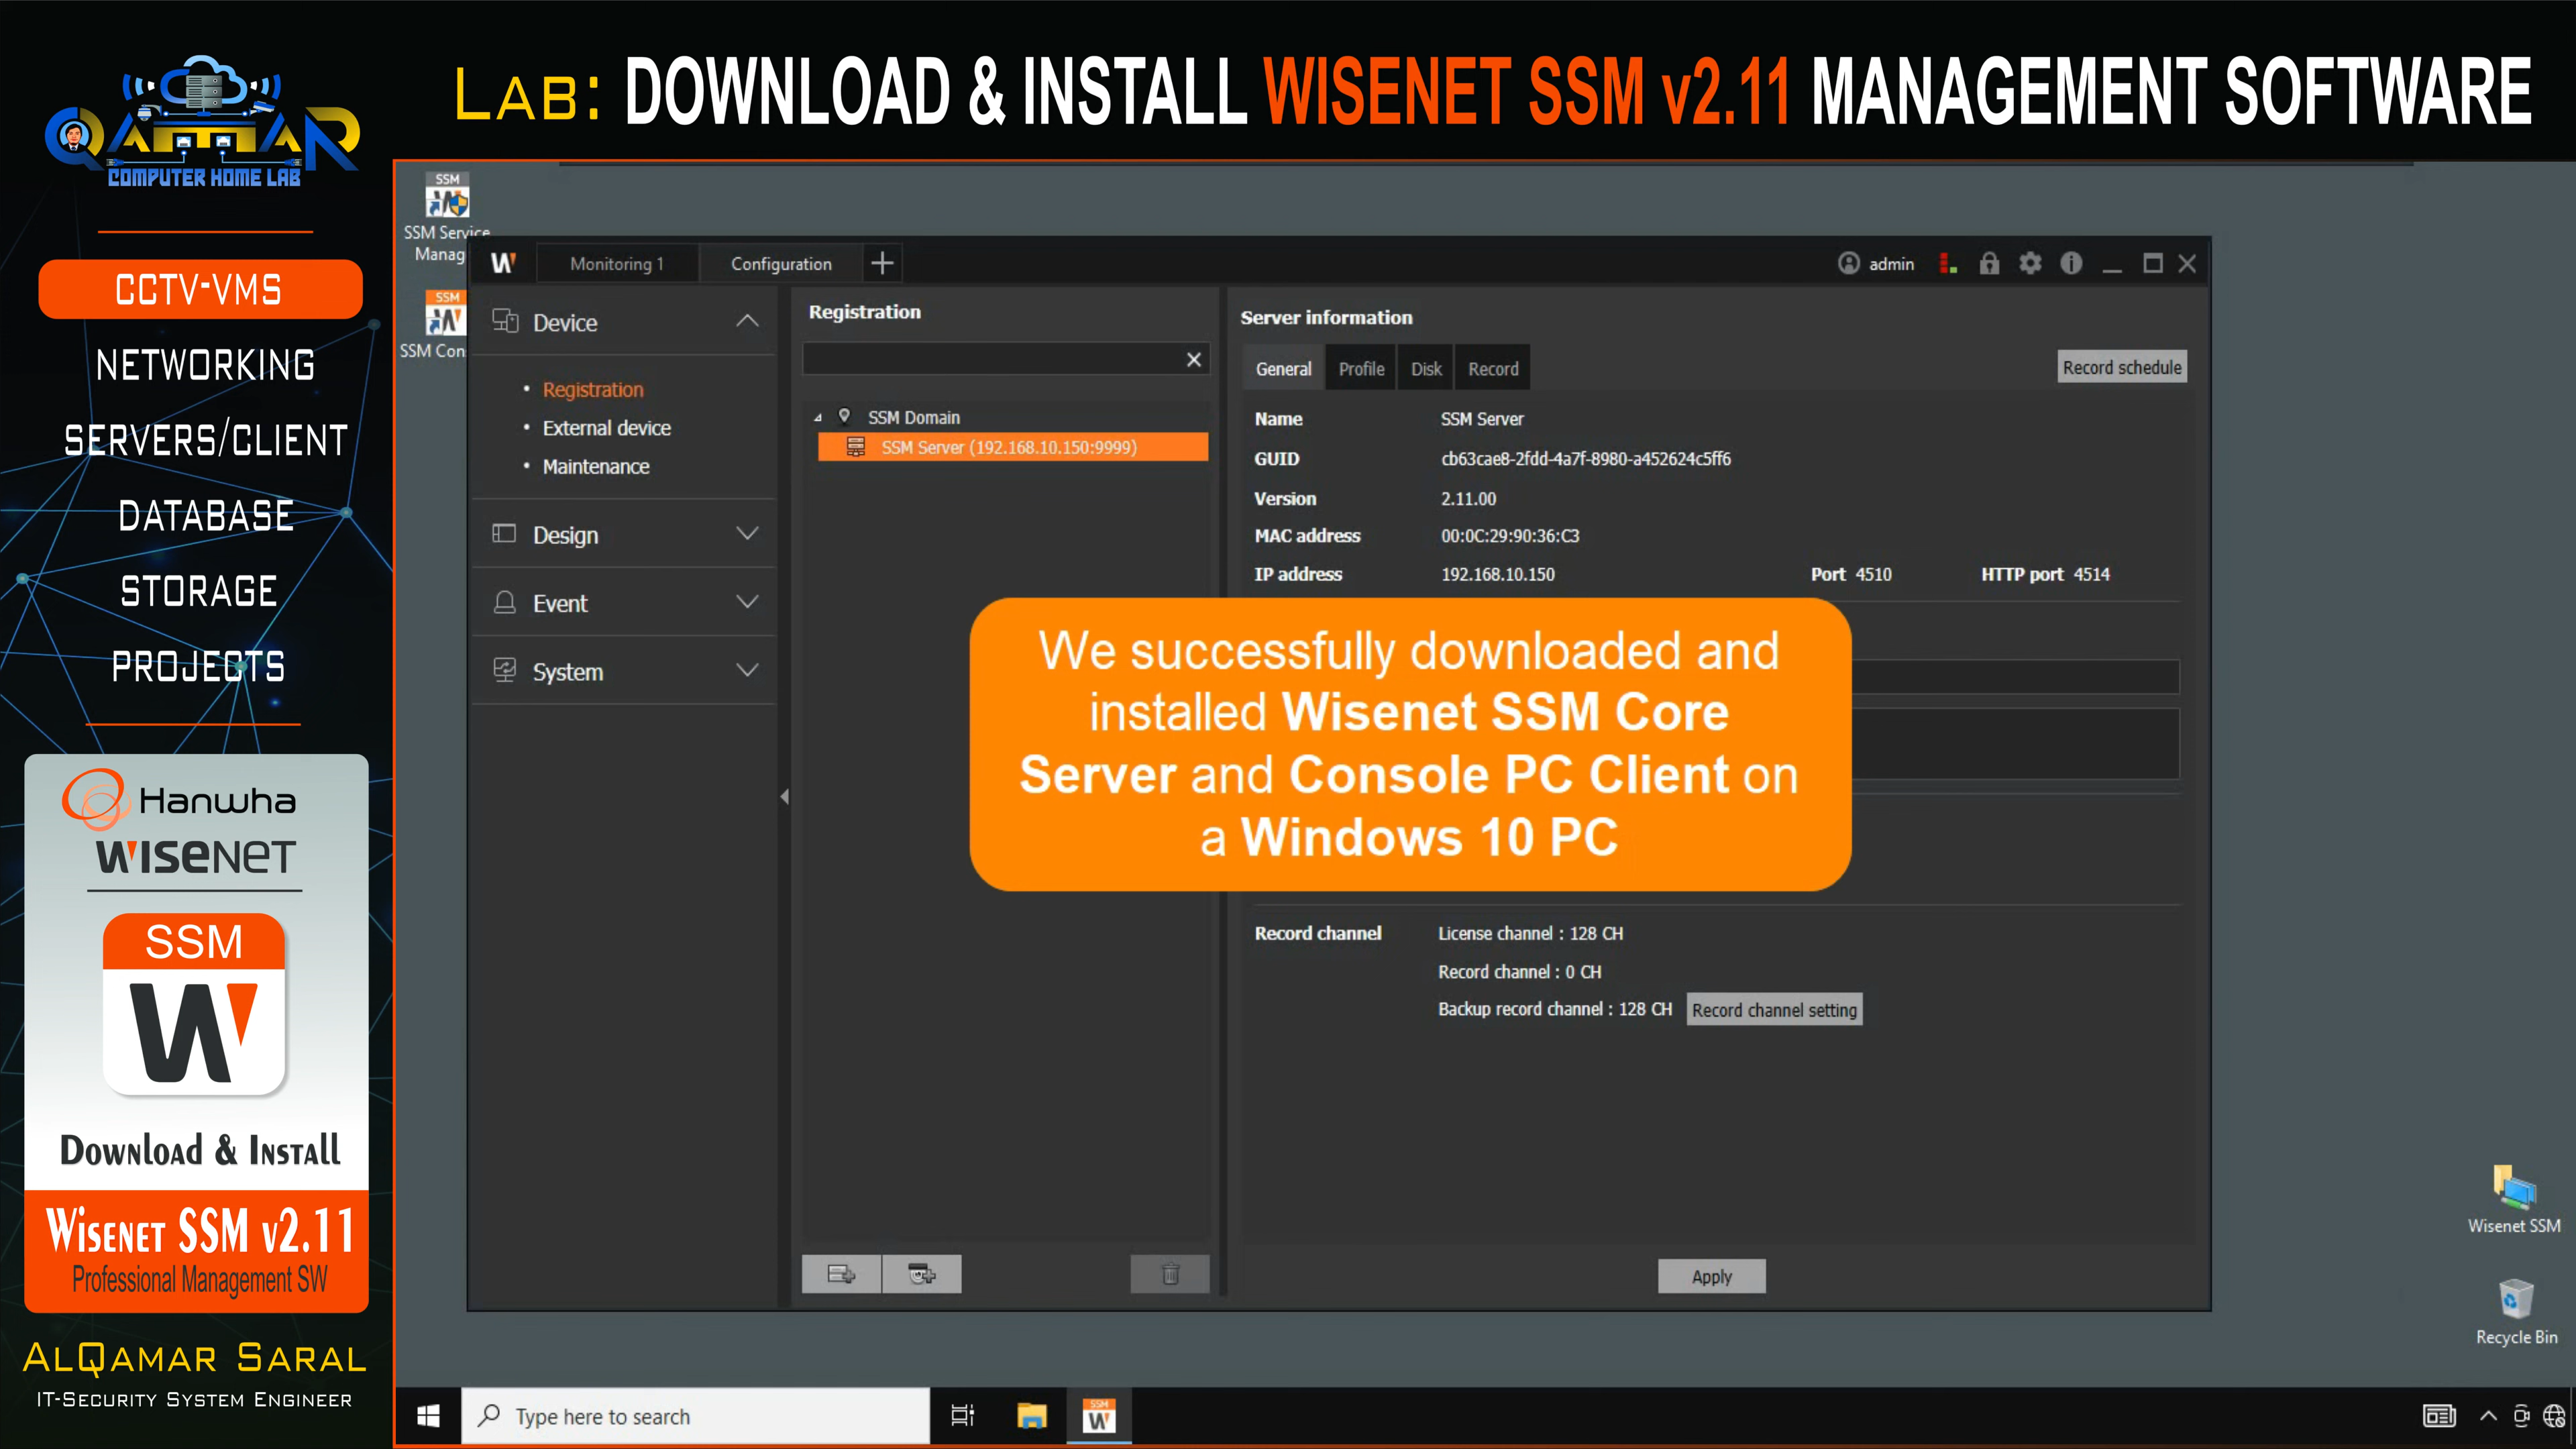 QAMAR
COMPUTER HOME LAB
Lab: DOWNLOAD & INSTALL WISENET SSM v2.11 MANAGEMENT SOFTWARE
CCTV-VMS
NETWORKING
SERVERS/CLIENT
DATABASE
STORAGE
PROJECTS
Hanwha
WISENET
SSM
W
Download & Install
Wisenet SSM v2.11
Professional Management SW
AlQamar Saral
IT-Security System Engineer
SSM
SSM Service
Manag
SSM
SSM Con
W
Monitoring 1
Configuration
admin
Device
Registration
External device
Maintenance
Design
Event
System
Registration
SSM Domain
SSM Server (192.168.10.150:9999)
Server information
General
Profile
Disk
Record
Record schedule
Name SSM Server
GUID cb63cae8-2fdd-4a7f-8980-a452624c5ff6
Version 2.11.00
MAC address 00:0C:29:90:36:C3
IP address 192.168.10.150 Port 4510 HTTP port 4514
We successfully downloaded and
installed Wisenet SSM Core
Server and Console PC Client on
a Windows 10 PC
Record channel License channel : 128 CH
Record channel : 0 CH
Backup record channel : 128 CH Record channel setting
Apply
Wisenet SSM
Recycle Bin
Type here to search
SSM
W